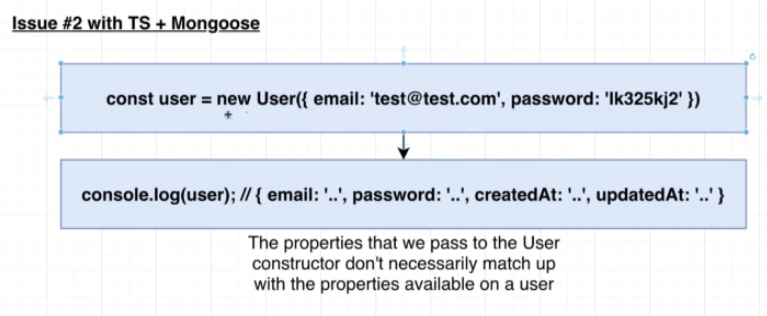 Issue #2 with TS + Mongoose
const user = new User({ email: 'test@test.com', password: 'lk325kj2' })
console.log(user); // { email: '..', password: '..', createdAt: '..', updatedAt: '..' }
The properties that we pass to the User
constructor don't necessarily match up
with the properties available on a user